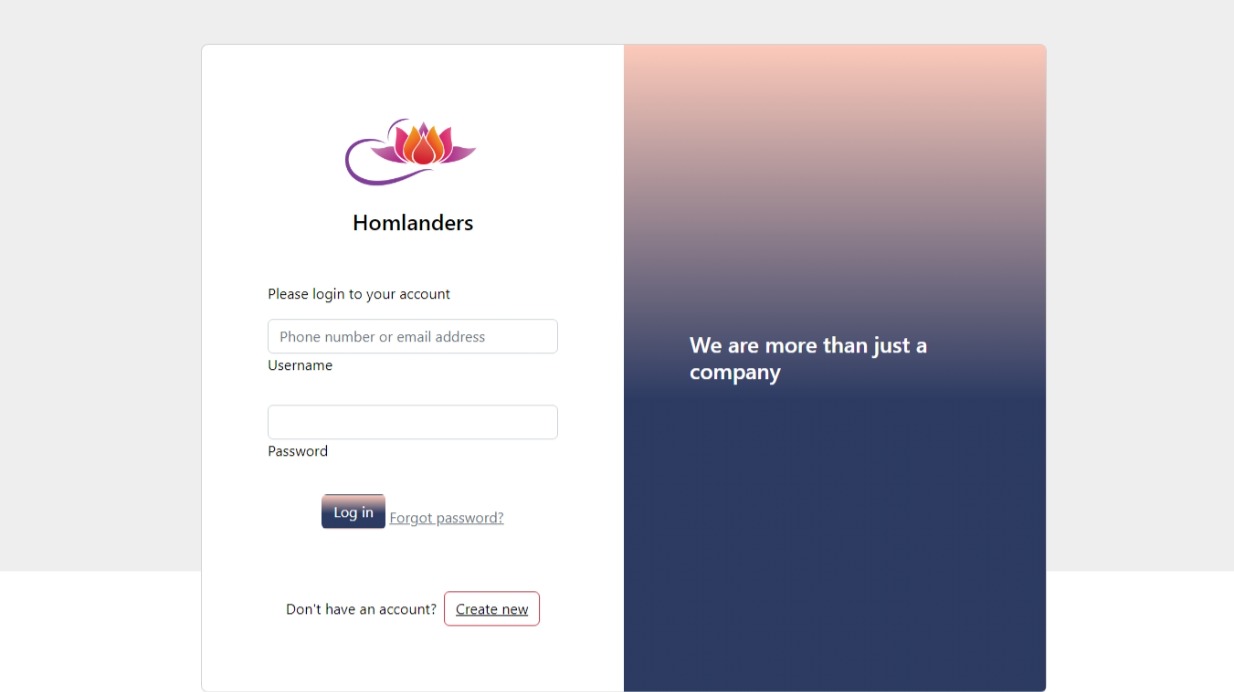 Homlanders
Please login to your account
Phone number or email address
Username
Password
Log in Forgot password?
Don't have an account? Create new
We are more than just a
company